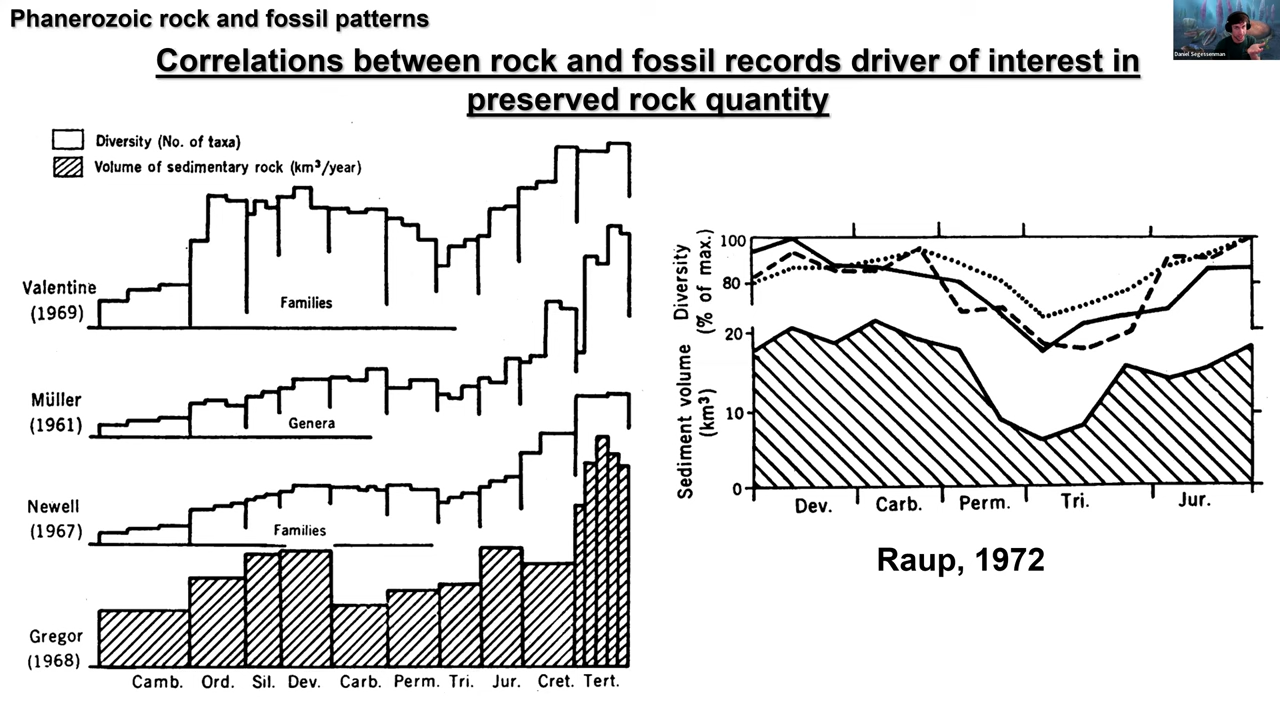 Phanerozoic rock and fossil patterns
Daniel Segessenman
Correlations between rock and fossil records driver of interest in
preserved rock quantity
Diversity (No. of taxa)
Volume of sedimentary rock (km³/year)
Valentine
(1969)
Families
Müller
(1961)
Genera
Newell
(1967)
Families
Gregor
(1968)
Camb. Ord. Sil. Dev. Carb. Perm. Tri. Jur. Cret. Tert.
Diversity
(% of max.)
100
80
Sediment volume
(km³)
20
10
0
Dev. Carb. Perm. Tri. Jur.
Raup, 1972